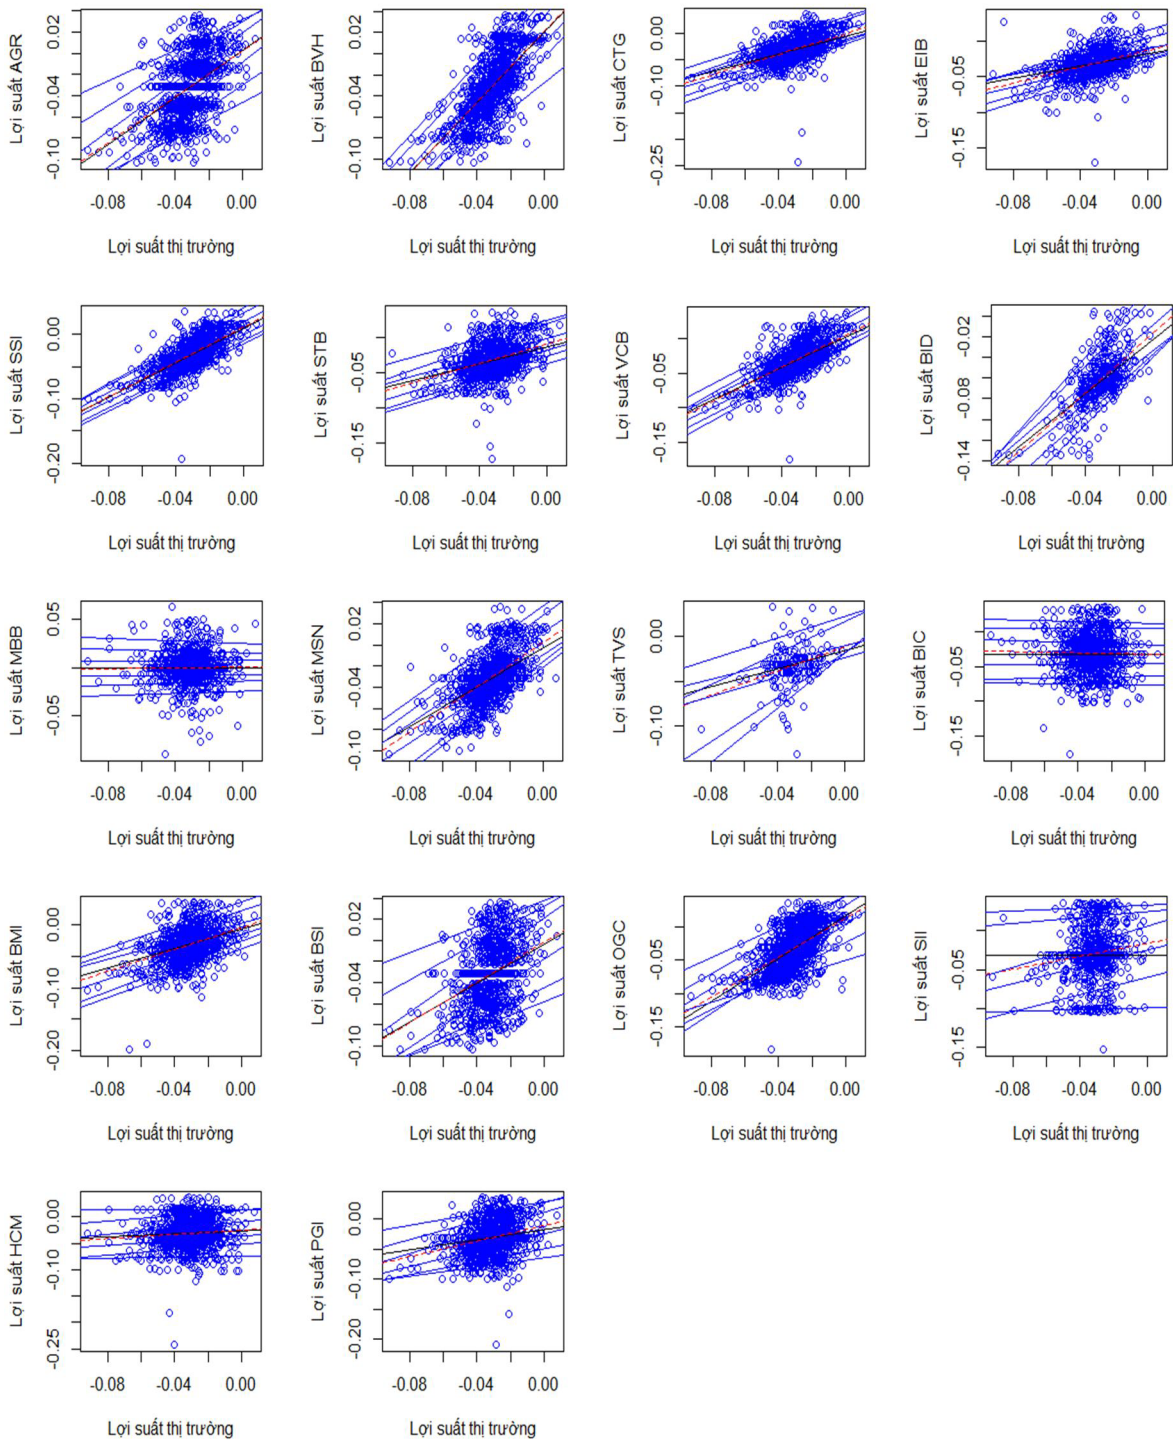 Lợi suất AGR
-0.10 -0.04 0.02
-0.08 -0.04 0.00
Lợi suất thị trường
Lợi suất BVH
-0.10 -0.04 0.02
-0.08 -0.04 0.00
Lợi suất thị trường
Lợi suất CTG
-0.25 -0.10 0.00
-0.08 -0.04 0.00
Lợi suất thị trường
Lợi suất EIB
-0.15 -0.05
-0.08 -0.04 0.00
Lợi suất thị trường
Lợi suất SSI
-0.20 -0.10 0.00
-0.08 -0.04 0.00
Lợi suất thị trường
Lợi suất STB
-0.15 -0.05
-0.08 -0.04 0.00
Lợi suất thị trường
Lợi suất VCB
-0.15 -0.05
-0.08 -0.04 0.00
Lợi suất thị trường
Lợi suất BID
-0.14 -0.08 -0.02
-0.08 -0.04 0.00
Lợi suất thị trường
Lợi suất MBB
-0.05 0.05
-0.08 -0.04 0.00
Lợi suất thị trường
Lợi suất MSN
-0.10 -0.04 0.02
-0.08 -0.04 0.00
Lợi suất thị trường
Lợi suất TVS
-0.10 0.00
-0.08 -0.04 0.00
Lợi suất thị trường
Lợi suất BIC
-0.15 -0.05
-0.08 -0.04 0.00
Lợi suất thị trường
Lợi suất BMI
-0.20 -0.10 0.00
-0.08 -0.04 0.00
Lợi suất thị trường
Lợi suất BSI
-0.10 -0.04 0.02
-0.08 -0.04 0.00
Lợi suất thị trường
Lợi suất OGC
-0.15 -0.05
-0.08 -0.04 0.00
Lợi suất thị trường
Lợi suất SII
-0.15 -0.05
-0.08 -0.04 0.00
Lợi suất thị trường
Lợi suất HCM
-0.25 -0.10 0.00
-0.08 -0.04 0.00
Lợi suất thị trường
Lợi suất PGI
-0.20 -0.10 0.00
-0.08 -0.04 0.00
Lợi suất thị trường